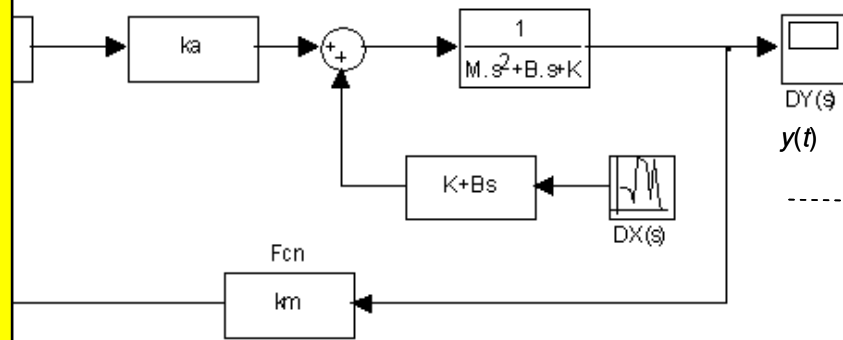 ka
+
+
1
M.s²+B.s+K
DY(s)
y(t)
K+Bs
DX(s)
Fcn
km